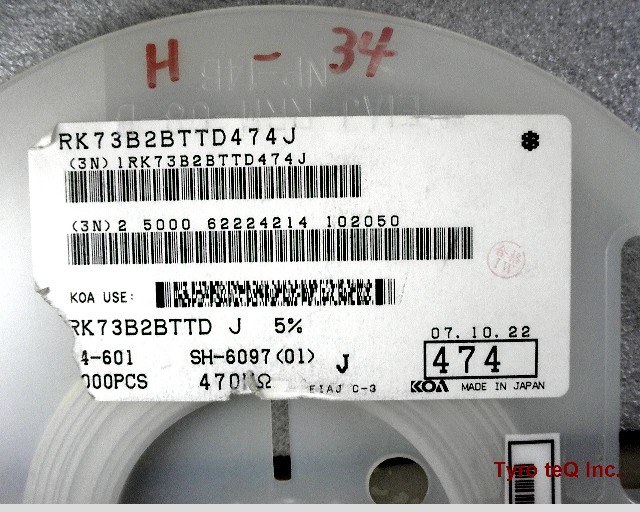 H - 34
RK73B2BTTD474J
(3N)1RK73B2BTTD474J
(3N)2 5000 62224214 102050
KOA USE:
RK73B2BTTD J 5%
07.10.22
4-601 SH-6097(01) J
474
000PCS 470KΩ EIAJ C-3
KOA MADE IN JAPAN
Tyro teQ Inc.